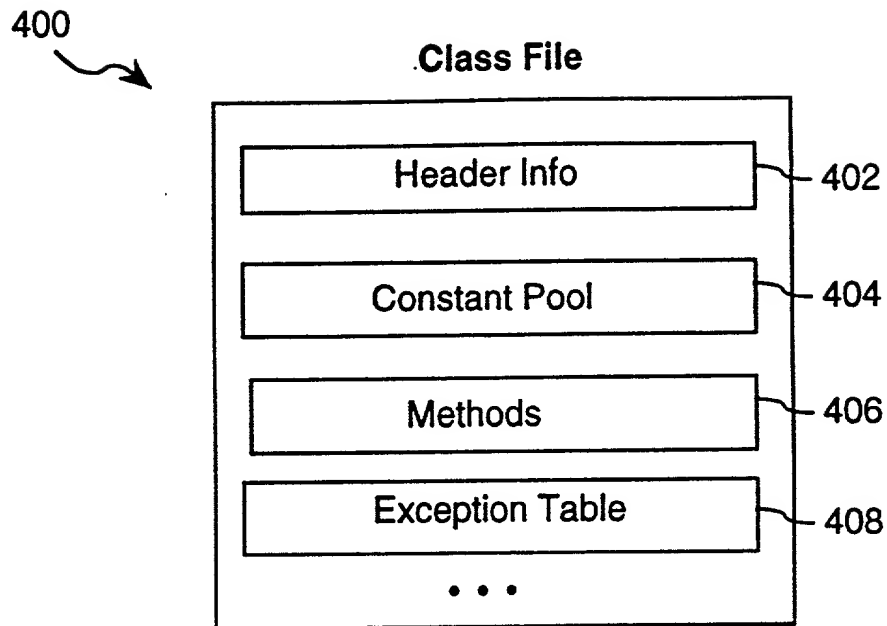 400
Class File
Header Info
402
Constant Pool
404
Methods
406
Exception Table
408
• • •